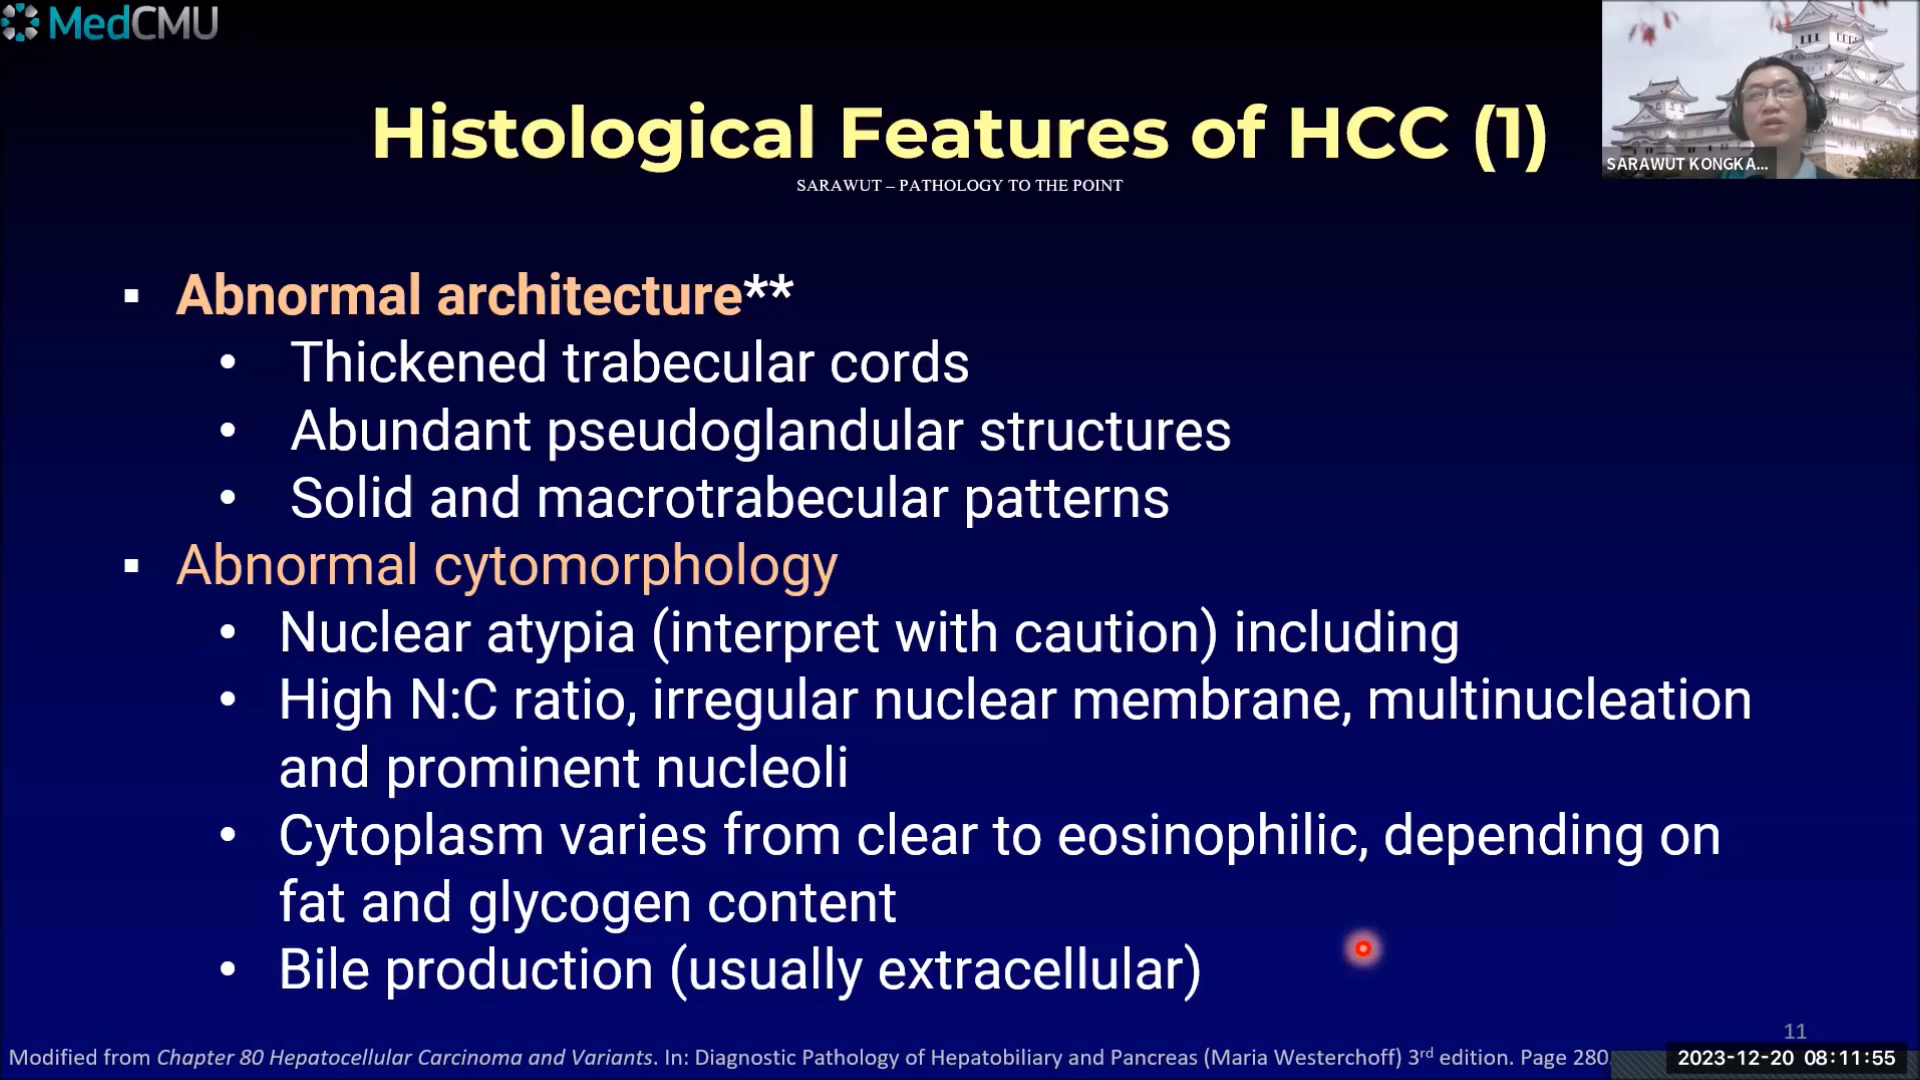 MedCMU
Histological Features of HCC (1)
SARAWUT – PATHOLOGY TO THE POINT
SARAWUT KONGKA...
▪ Abnormal architecture**
• Thickened trabecular cords
• Abundant pseudoglandular structures
• Solid and macrotrabecular patterns
▪ Abnormal cytomorphology
• Nuclear atypia (interpret with caution) including
• High N:C ratio, irregular nuclear membrane, multinucleation
and prominent nucleoli
• Cytoplasm varies from clear to eosinophilic, depending on
fat and glycogen content
• Bile production (usually extracellular)
11
Modified from Chapter 80 Hepatocellular Carcinoma and Variants. In: Diagnostic Pathology of Hepatobiliary and Pancreas (Maria Westerchoff) 3rd edition. Page 280.
2023-12-20 08:11:55